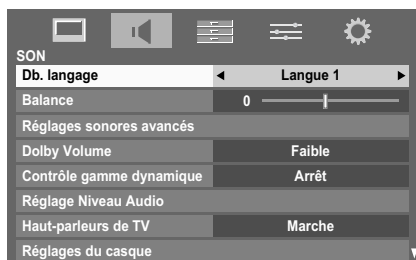 SON
Db. langage ◀ Langue 1 ▶
Balance 0
Réglages sonores avancés
Dolby Volume Faible
Contrôle gamme dynamique Arrêt
Réglage Niveau Audio
Haut-parleurs de TV Marche
Réglages du casque